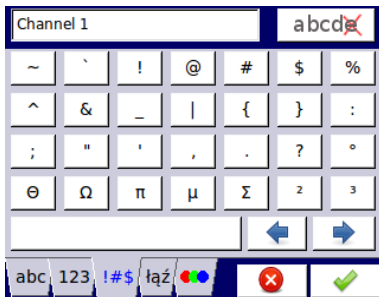 Channel 1 abcde
~ ` ! @ # $ %
^ & _ | { } :
; " ' , . ? °
Θ Ω π μ Σ ² ³
abc 123 !#$ łąź